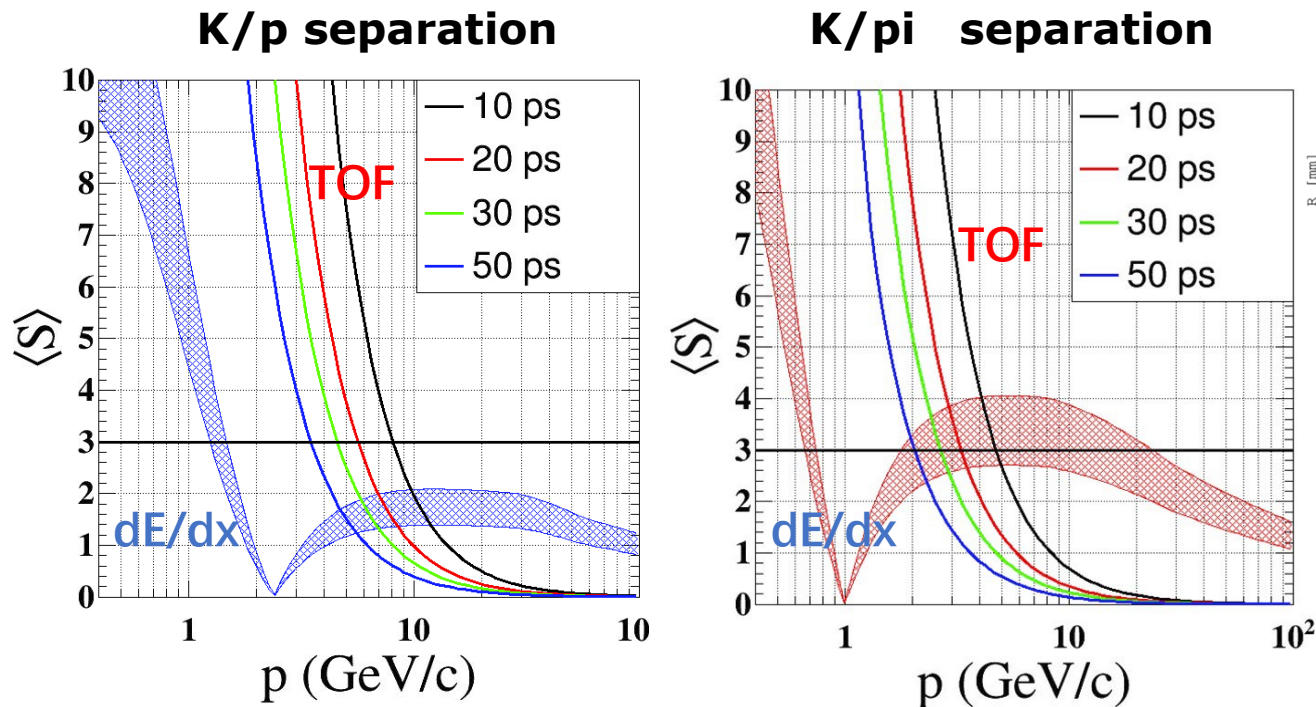 K/p separation
10
9
8
7
6
5
4
3
2
1
0
⟨S⟩
10 ps
20 ps
30 ps
50 ps
TOF
dE/dx
1
10
10
p (GeV/c)
K/pi separation
10
9
8
7
6
5
4
3
2
1
0
⟨S⟩
10 ps
20 ps
30 ps
50 ps
TOF
dE/dx
1
10
10²
p (GeV/c)
R [mm]